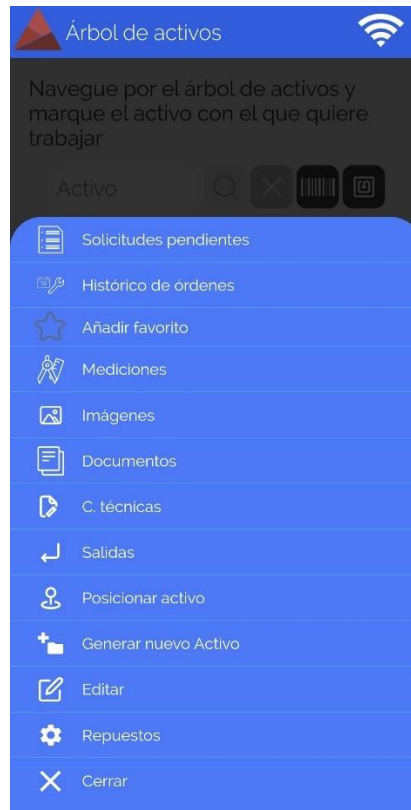 Árbol de activos
Navegue por el árbol de activos y
marque el activo con el que quiere
trabajar
Activo
Solicitudes pendientes
Histórico de órdenes
Añadir favorito
Mediciones
Imágenes
Documentos
C. técnicas
Salidas
Posicionar activo
Generar nuevo Activo
Editar
Repuestos
Cerrar